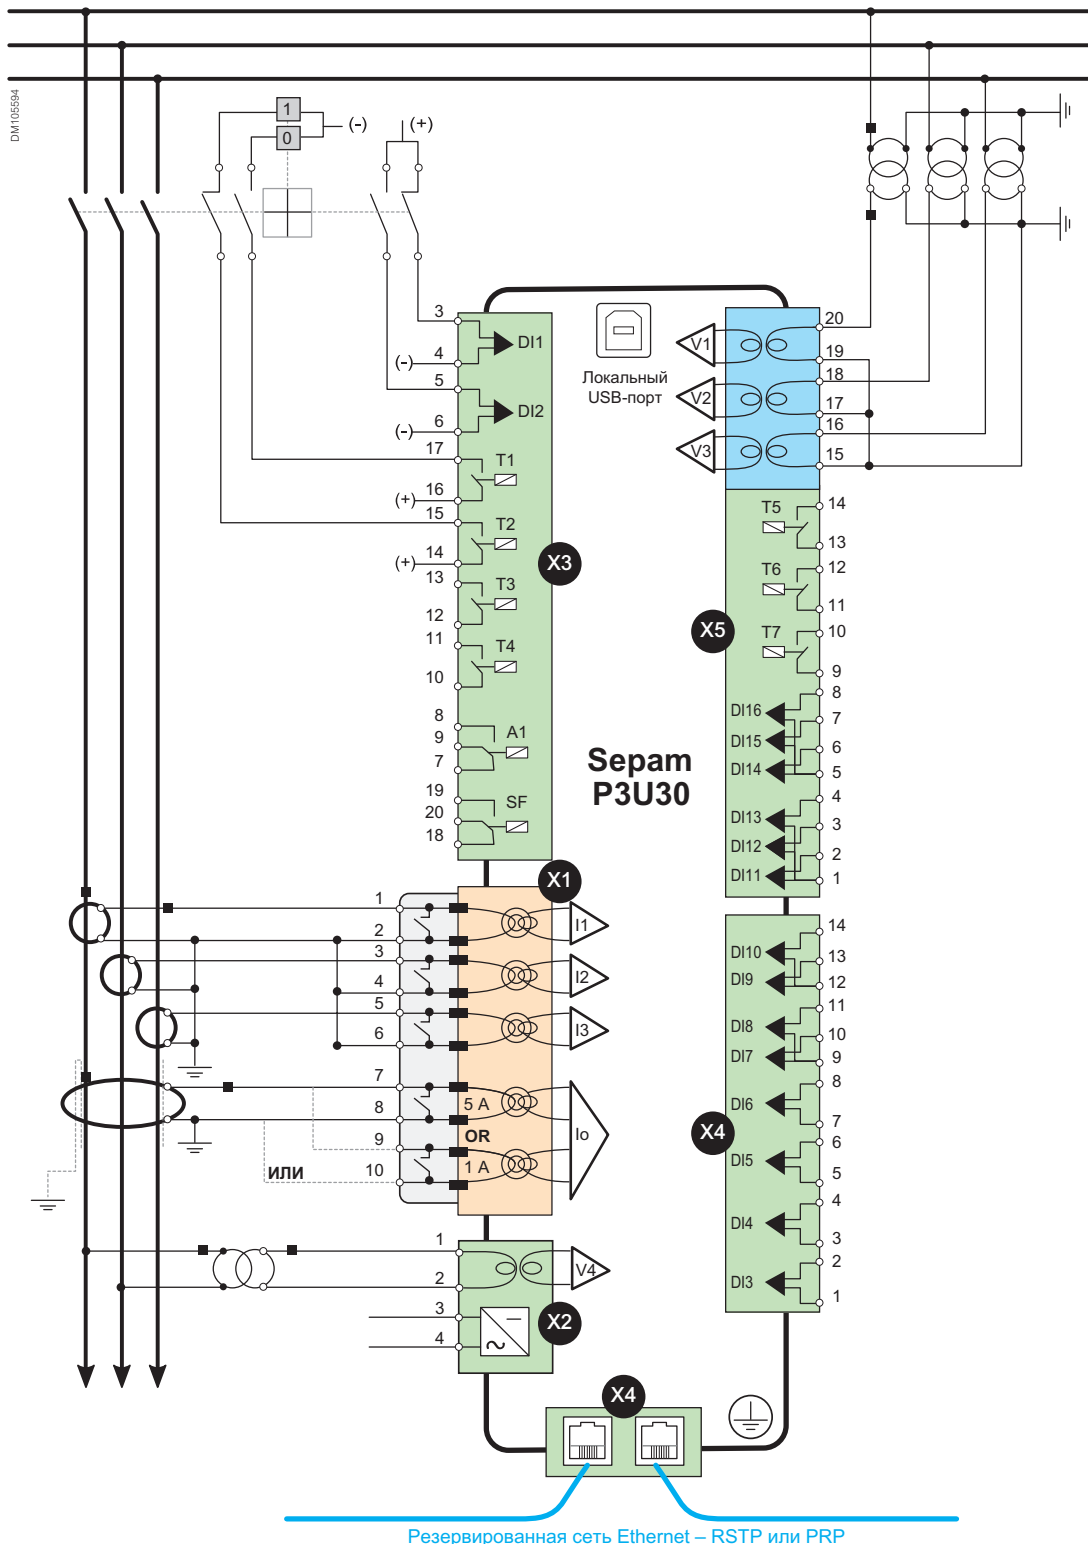 DM105594
1
0
(-)
(+)
3
DI1
(-) 4
5
DI2
(-) 6
17
T1
(+) 16
15
T2
(+) 14
13
T3
12
11
T4
10
8
9
A1
7
19
20
SF
18
X3
Локальный
USB-порт
V1
V2
V3
20
19
18
17
16
15
T5
14
13
T6
12
11
T7
10
9
X5
8
DI16
7
DI15
6
DI14
5
4
DI13
3
DI12
2
DI11
1
Sepam
P3U30
X1
1
I1
2
3
I2
4
5
I3
6
7
5 A
8
OR
Io
9
1 A
10
ИЛИ
14
DI10
13
DI9
12
11
DI8
10
DI7
9
8
DI6
7
X4
6
DI5
5
4
DI4
3
2
DI3
1
1
V4
2
3
X2
4
X4
Резервированная сеть Ethernet – RSTP или PRP